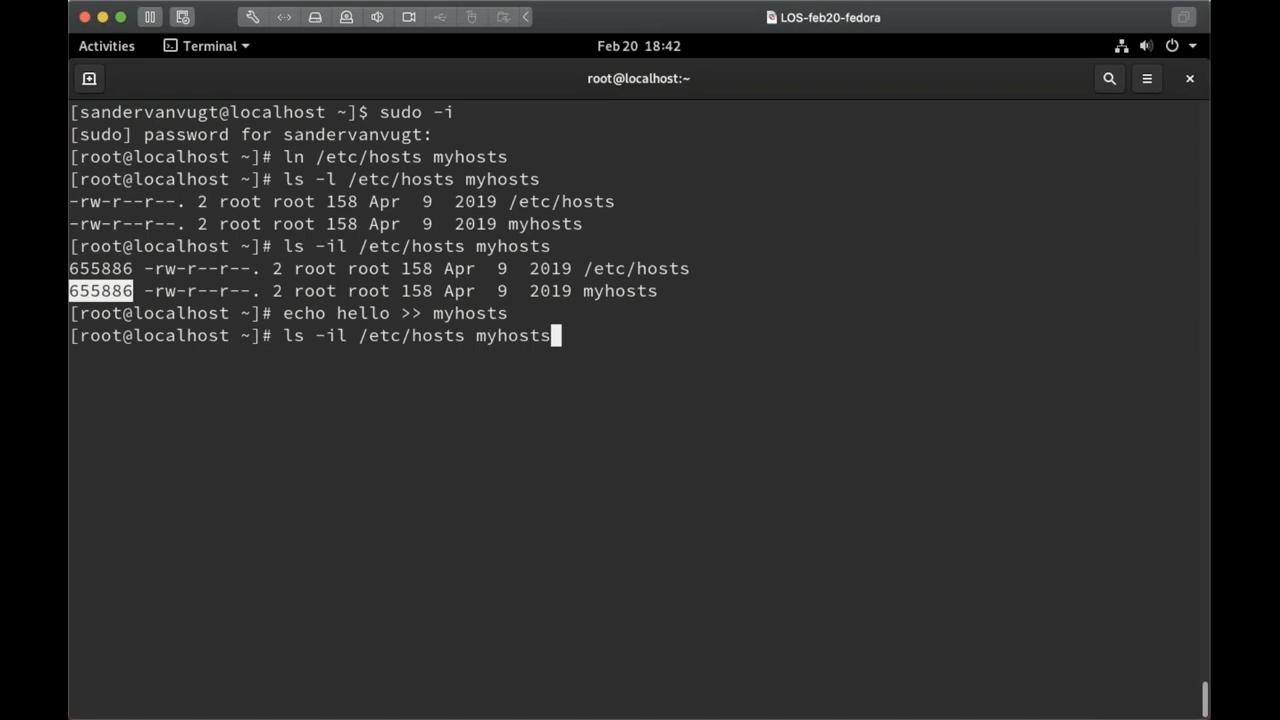 LOS-feb20-fedora
Activities Terminal Feb 20 18:42
root@localhost:~
[sandervanvugt@localhost ~]$ sudo -i
[sudo] password for sandervanvugt:
[root@localhost ~]# ln /etc/hosts myhosts
[root@localhost ~]# ls -l /etc/hosts myhosts
-rw-r--r--. 2 root root 158 Apr  9  2019 /etc/hosts
-rw-r--r--. 2 root root 158 Apr  9  2019 myhosts
[root@localhost ~]# ls -il /etc/hosts myhosts
655886 -rw-r--r--. 2 root root 158 Apr  9  2019 /etc/hosts
655886 -rw-r--r--. 2 root root 158 Apr  9  2019 myhosts
[root@localhost ~]# echo hello >> myhosts
[root@localhost ~]# ls -il /etc/hosts myhosts